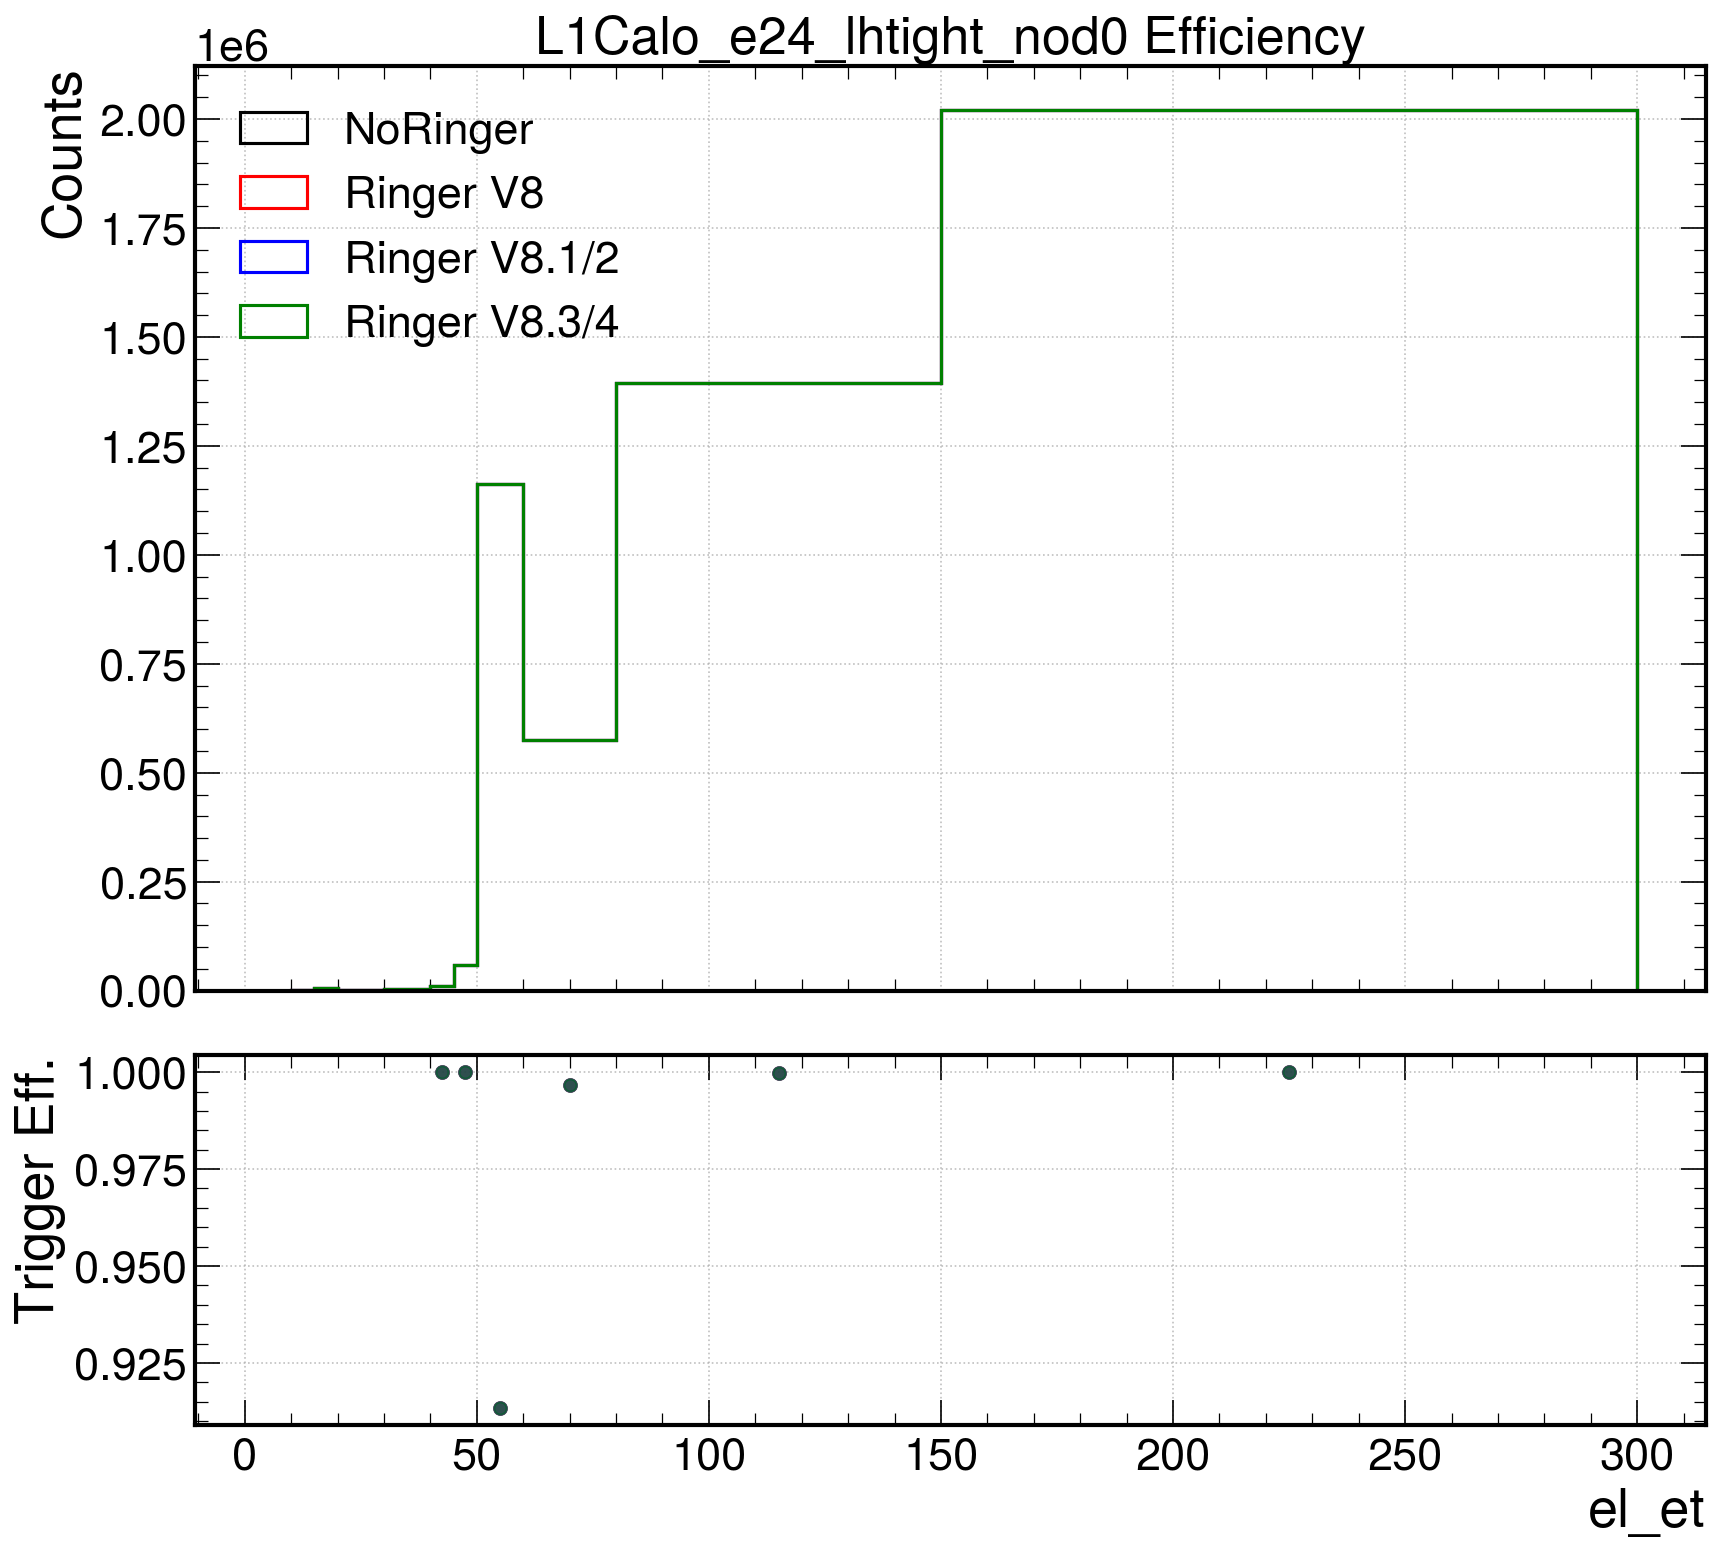 L1Calo_e24_lhtight_nod0 Efficiency
1e6
Counts
2.00
1.75
1.50
1.25
1.00
0.75
0.50
0.25
0.00
NoRinger
Ringer V8
Ringer V8.1/2
Ringer V8.3/4
Trigger Eff.
1.000
0.975
0.950
0.925
0 50 100 150 200 250 300
el_et